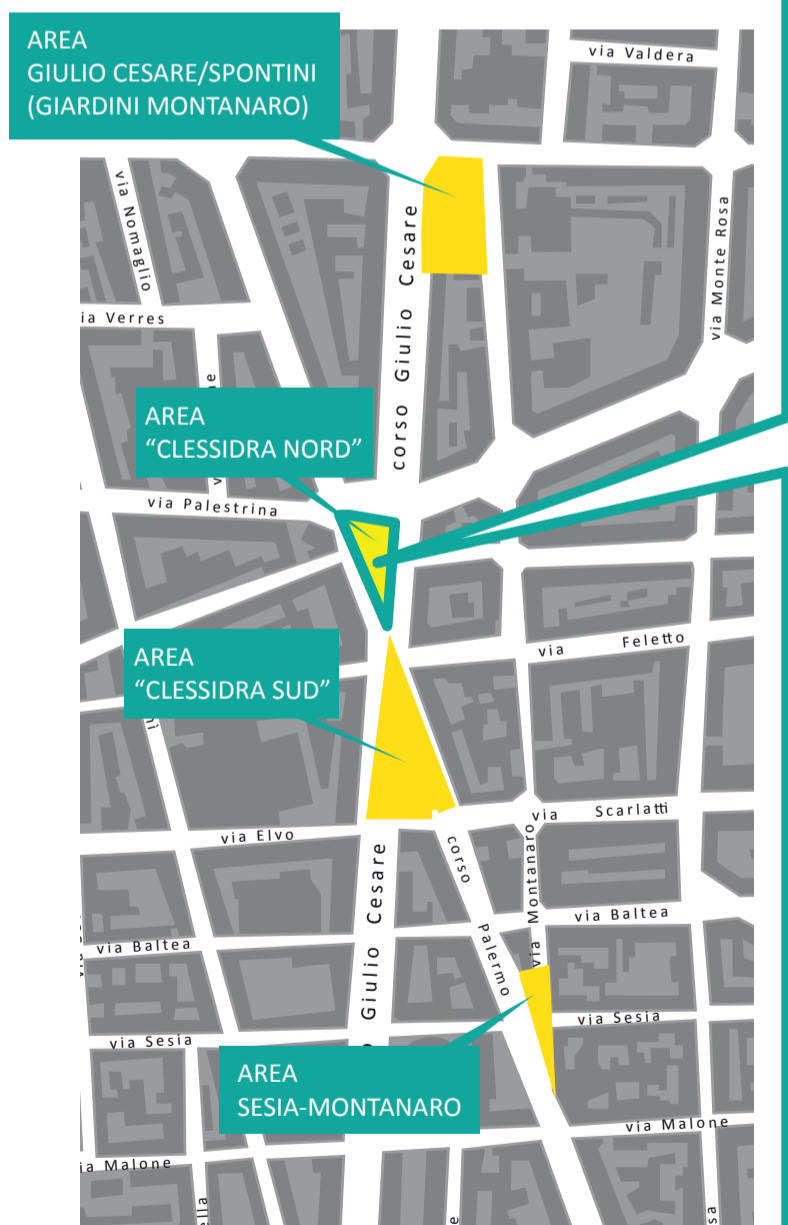 AREA
GIULIO CESARE/SPONTINI
(GIARDINI MONTANARO)
via Valdera
via Nomaglio
corso Giulio Cesare
via Monte Rosa
ia Verres
AREA
“CLESSIDRA NORD”
via Palestrina
AREA
“CLESSIDRA SUD”
via Feletto
via Scarlatti
via Elvo
corso Palermo
via Montanaro
Giulio Cesare
via Baltea
via Baltea
via Sesia
via Sesia
AREA
SESIA-MONTANARO
via Malone
ia Malone